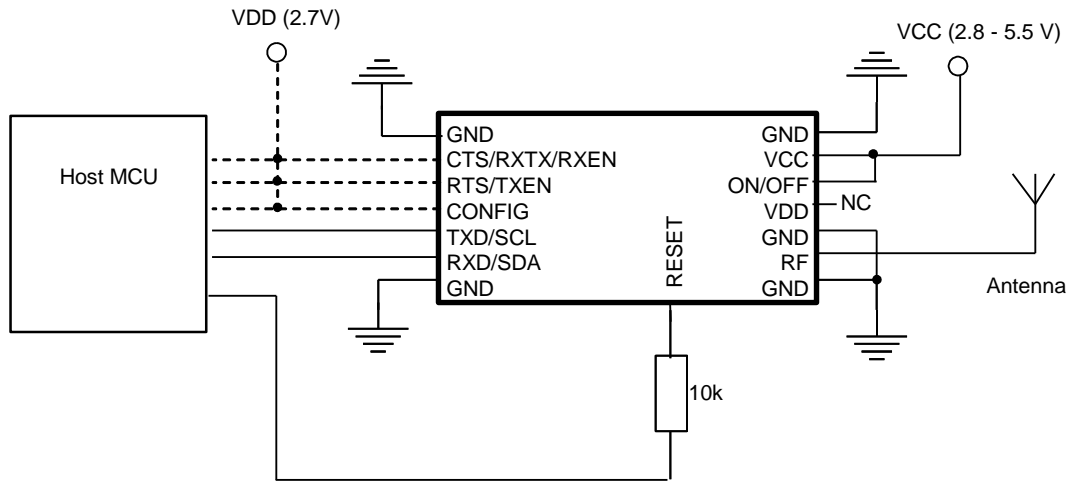 VDD (2.7V)
VCC (2.8 - 5.5 V)
Host MCU
GND
CTS/RXTX/RXEN
RTS/TXEN
CONFIG
TXD/SCL
RXD/SDA
GND
RESET
GND
VCC
ON/OFF
VDD
NC
GND
RF
GND
Antenna
10k